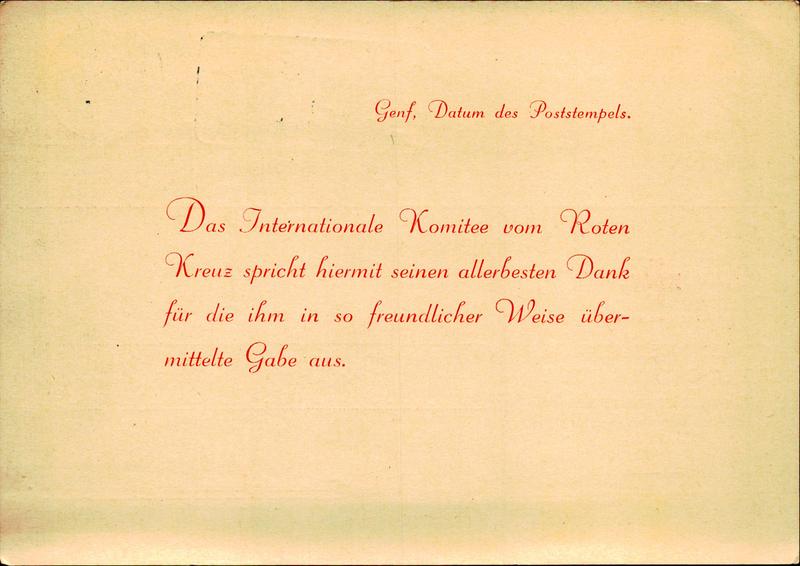 Genf, Datum des Poststempels.
Das Internationale Komitee vom Roten
Kreuz spricht hiermit seinen allerbesten Dank
für die ihm in so freundlicher Weise über-
mittelte Gabe aus.